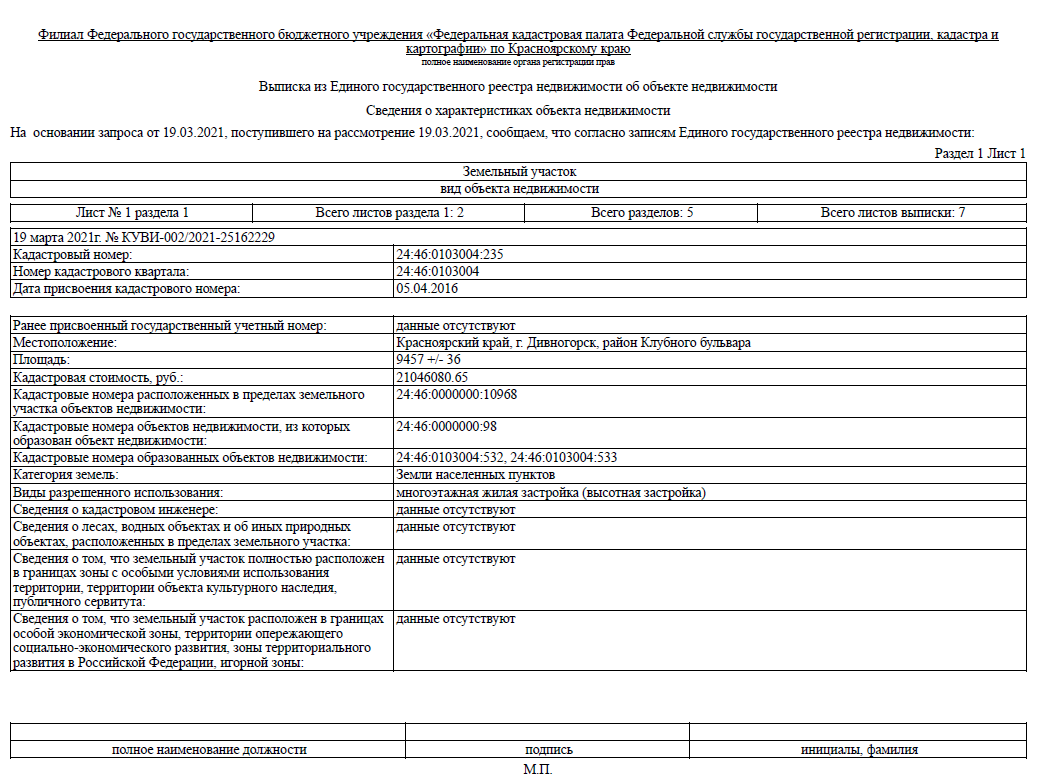 Филиал Федерального государственного бюджетного учреждения «Федеральная кадастровая палата Федеральной службы государственной регистрации, кадастра и
картографии» по Красноярскому краю
полное наименование органа регистрации прав
Выписка из Единого государственного реестра недвижимости об объекте недвижимости
Сведения о характеристиках объекта недвижимости
На основании запроса от 19.03.2021, поступившего на рассмотрение 19.03.2021, сообщаем, что согласно записям Единого государственного реестра недвижимости:
Раздел 1 Лист 1
Земельный участок
вид объекта недвижимости
Лист № 1 раздела 1 Всего листов раздела 1: 2 Всего разделов: 5 Всего листов выписки: 7
19 марта 2021г. № КУВИ-002/2021-25162229
Кадастровый номер: 24:46:0103004:235
Номер кадастрового квартала: 24:46:0103004
Дата присвоения кадастрового номера: 05.04.2016
Ранее присвоенный государственный учетный номер: данные отсутствуют
Местоположение: Красноярский край, г. Дивногорск, район Клубного бульвара
Площадь: 9457 +/- 36
Кадастровая стоимость, руб.: 21046080.65
Кадастровые номера расположенных в пределах земельного 24:46:0000000:10968
участка объектов недвижимости:
Кадастровые номера объектов недвижимости, из которых 24:46:0000000:98
образован объект недвижимости:
Кадастровые номера образованных объектов недвижимости: 24:46:0103004:532, 24:46:0103004:533
Категория земель: Земли населенных пунктов
Виды разрешенного использования: многоэтажная жилая застройка (высотная застройка)
Сведения о кадастровом инженере: данные отсутствуют
Сведения о лесах, водных объектах и об иных природных данные отсутствуют
объектах, расположенных в пределах земельного участка:
Сведения о том, что земельный участок полностью расположен данные отсутствуют
в границах зоны с особыми условиями использования
территории, территории объекта культурного наследия,
публичного сервитута:
Сведения о том, что земельный участок расположен в границах данные отсутствуют
особой экономической зоны, территории опережающего
социально-экономического развития, зоны территориального
развития в Российской Федерации, игорной зоны:
полное наименование должности подпись инициалы, фамилия
М.П.